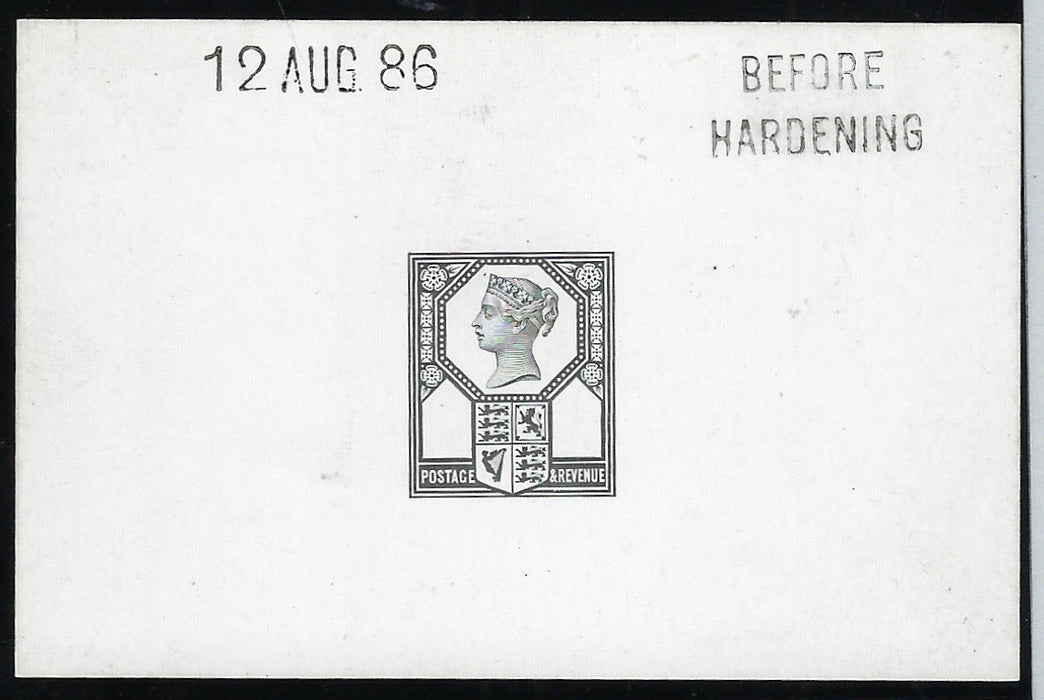 12 AUG 86
BEFORE
HARDENING
POSTAGE & REVENUE